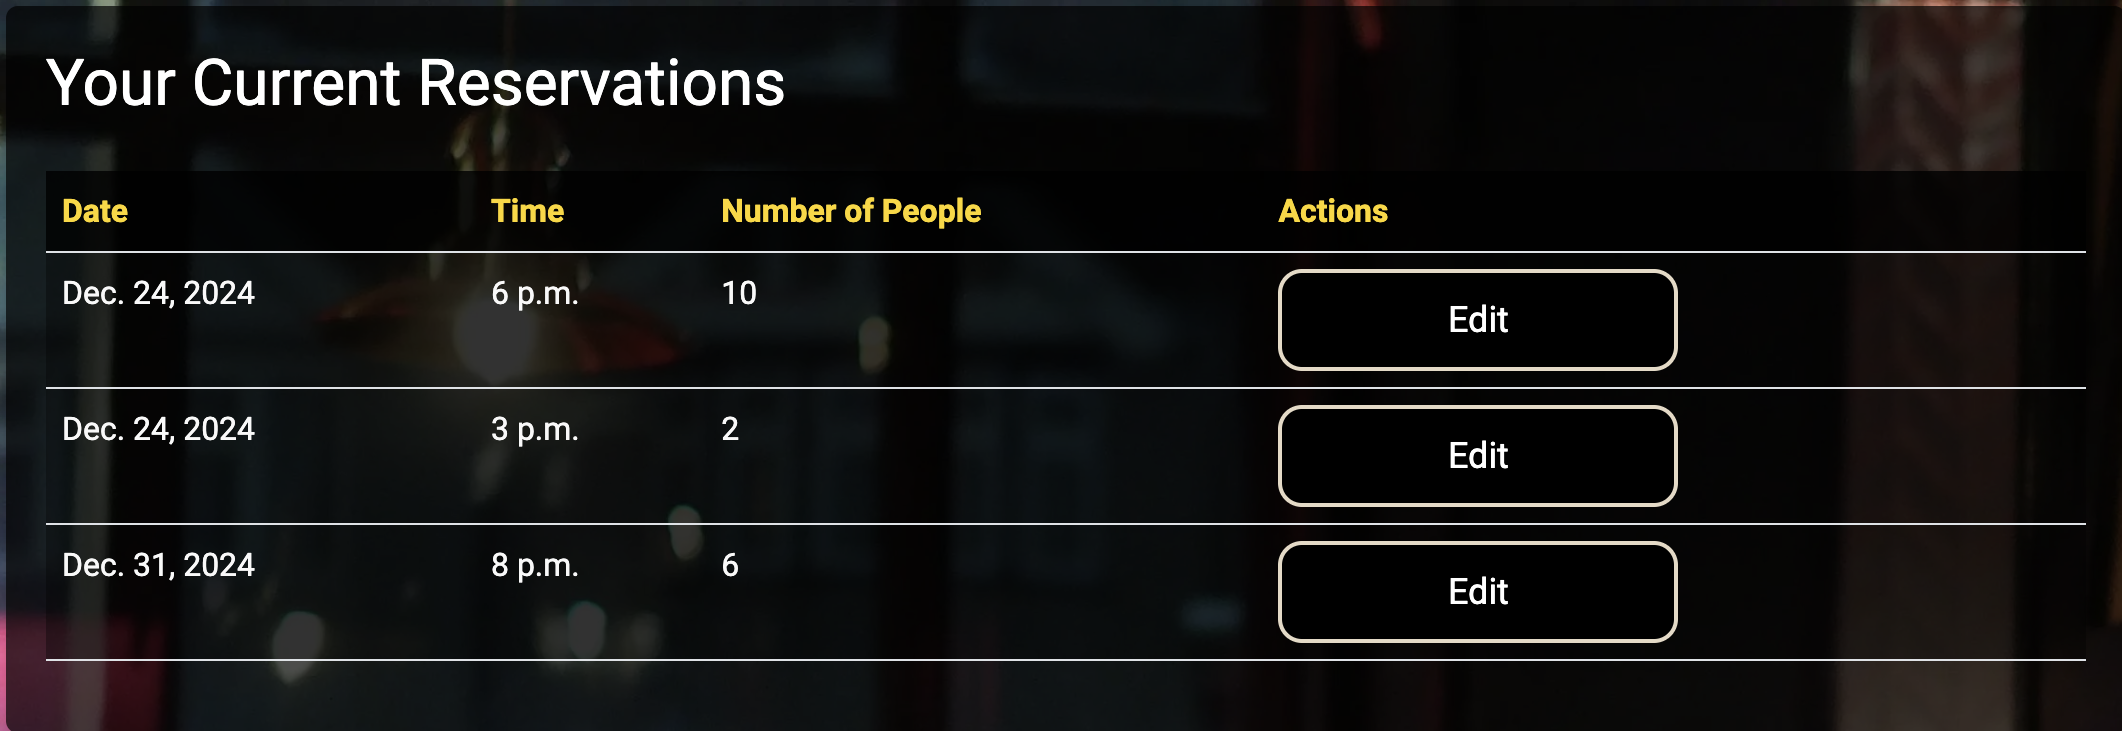 Your Current Reservations
Date Time Number of People Actions
Dec. 24, 2024 6 p.m. 10 Edit
Dec. 24, 2024 3 p.m. 2 Edit
Dec. 31, 2024 8 p.m. 6 Edit